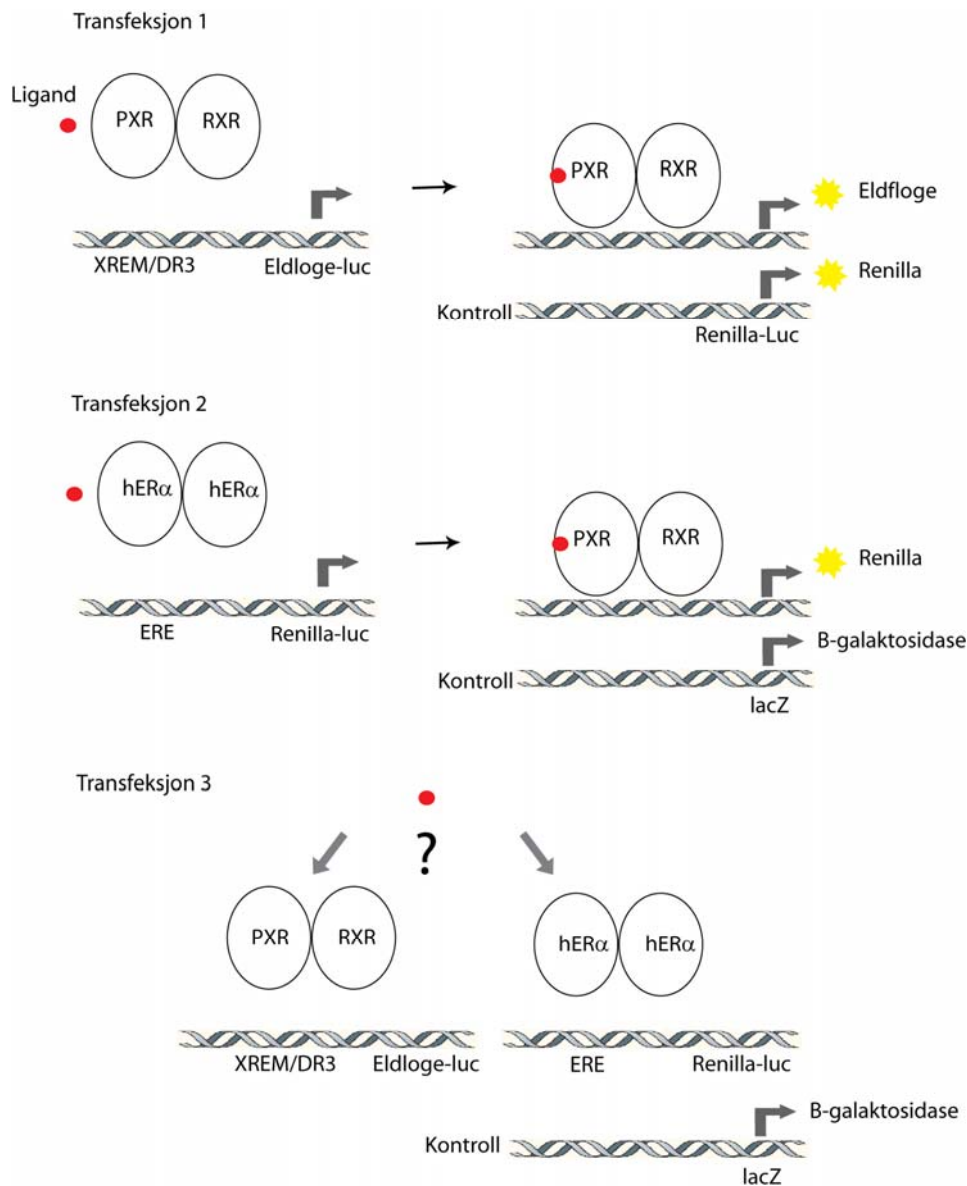 Transfeksjon 1
Ligand
PXR RXR
XREM/DR3 Eldloge-luc
PXR RXR
Eldfloge
Renilla
Kontroll
Renilla-Luc
Transfeksjon 2
hERα hERα
ERE Renilla-luc
PXR RXR
Renilla
B-galaktosidase
Kontroll
lacZ
Transfeksjon 3
?
PXR RXR
hERα hERα
XREM/DR3 Eldloge-luc
ERE Renilla-luc
B-galaktosidase
Kontroll
lacZ